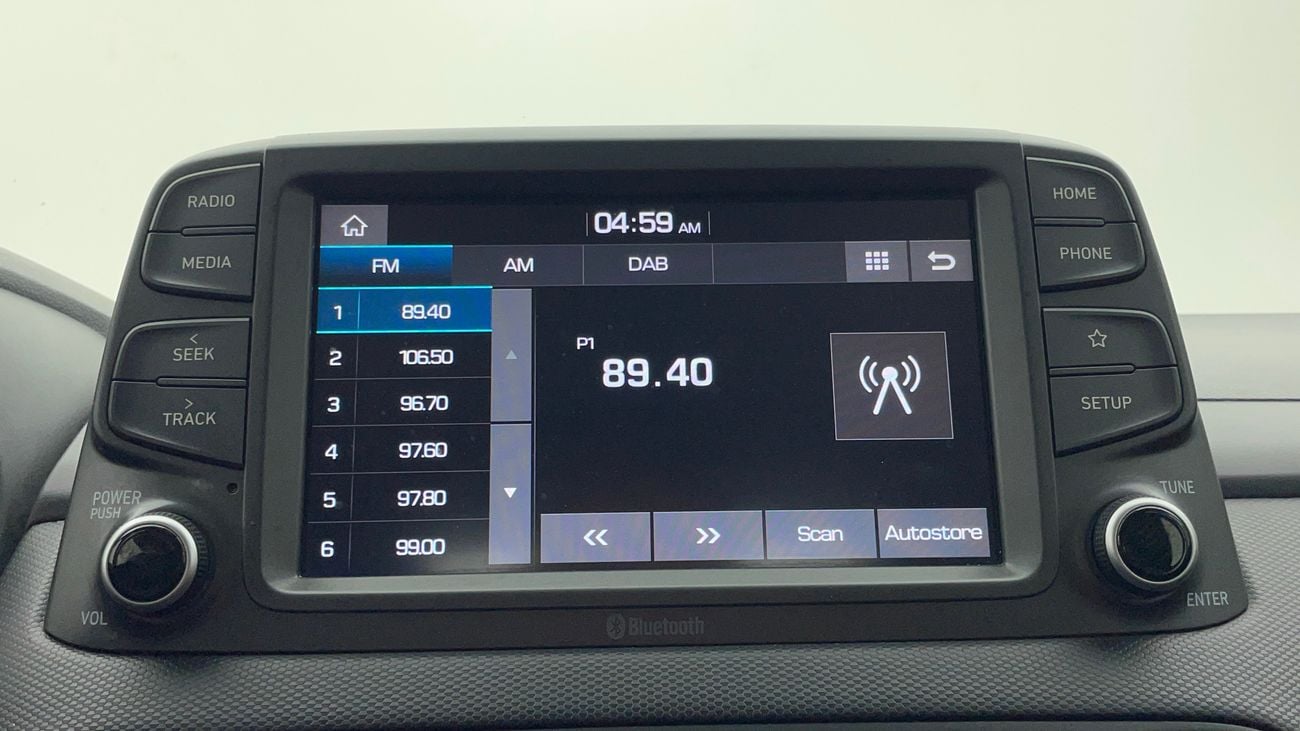 RADIO
MEDIA
<
SEEK
>
TRACK
POWER
PUSH
VOL
04:59 AM
FM AM DAB
1 89.40
2 106.50
3 96.70
4 97.60
5 97.80
6 99.00
P1
89.40
<< >> Scan Autostore
Bluetooth
HOME
PHONE
SETUP
TUNE
ENTER